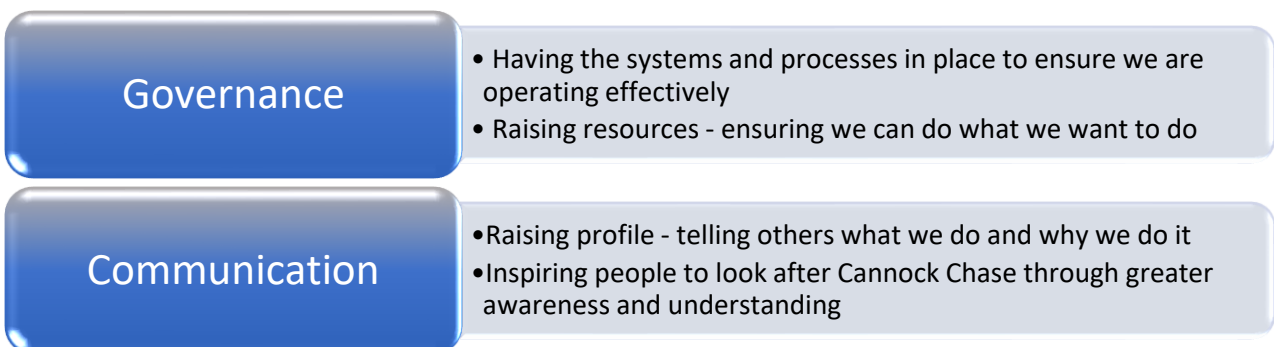 Governance
• Having the systems and processes in place to ensure we are
operating effectively
• Raising resources - ensuring we can do what we want to do
Communication
•Raising profile - telling others what we do and why we do it
•Inspiring people to look after Cannock Chase through greater
awareness and understanding